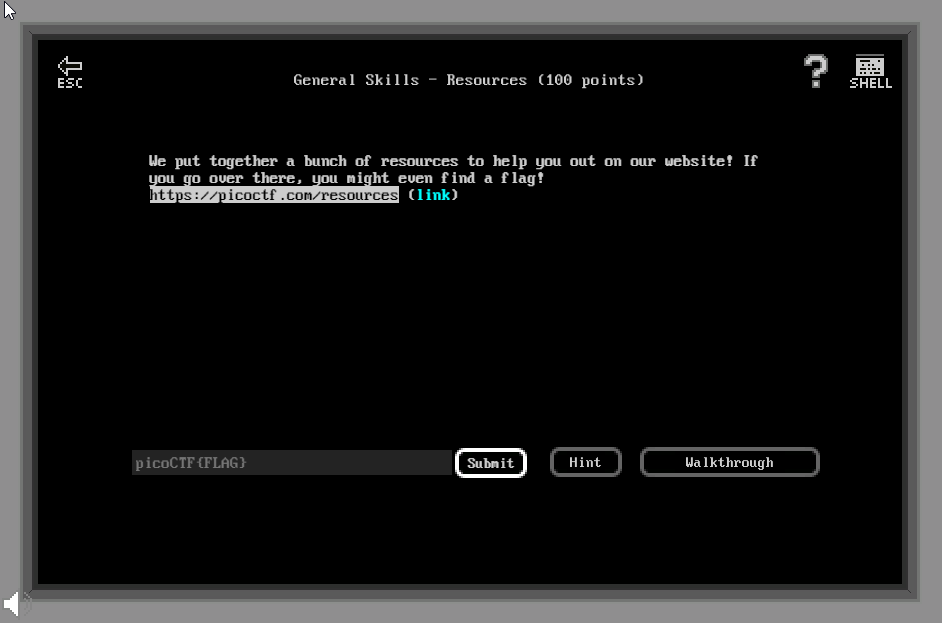 ESC
General Skills - Resources (100 points)
?
SHELL
We put together a bunch of resources to help you out on our website! If
you go over there, you might even find a flag!
https://picoctf.com/resources (link)
picoCTF{FLAG}
Submit
Hint
Walkthrough